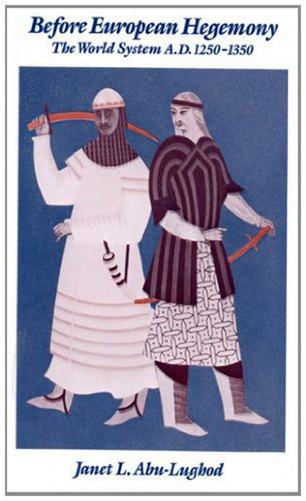 Before European Hegemony
The World System A.D. 1250-1350
Janet L. Abu-Lughod